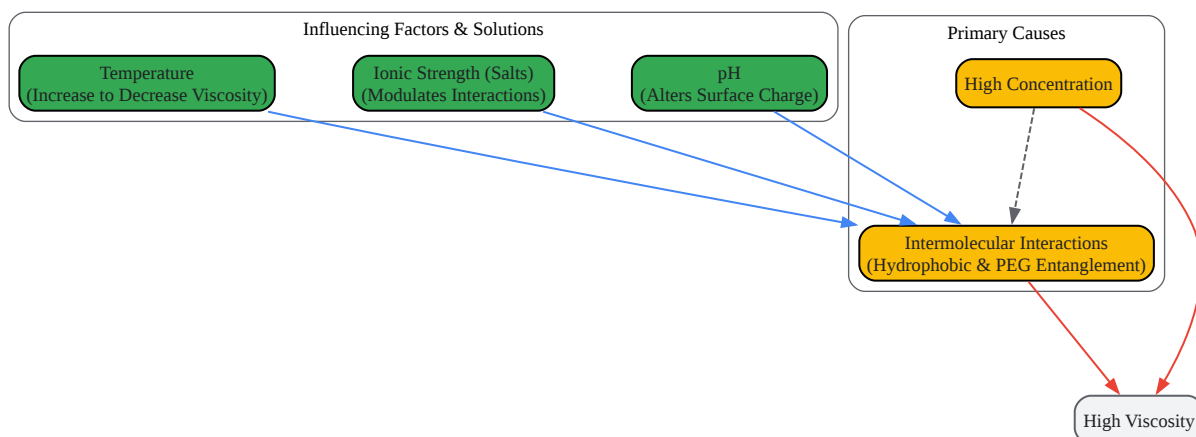 Influencing Factors & Solutions
Temperature
(Increase to Decrease Viscosity)
Ionic Strength (Salts)
(Modulates Interactions)
pH
(Alters Surface Charge)
Primary Causes
High Concentration
Intermolecular Interactions
(Hydrophobic & PEG Entanglement)
High Viscosity